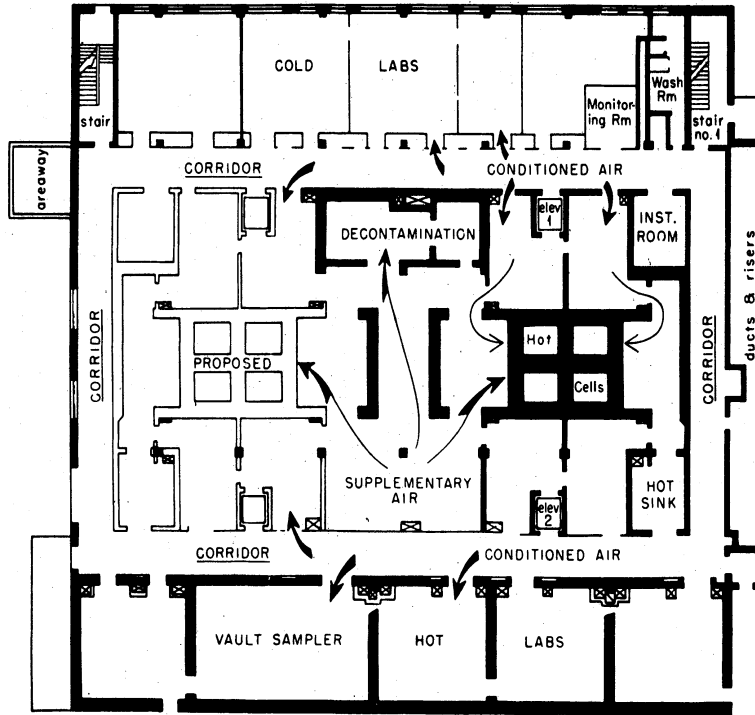 COLD LABS
Wash
Rm
Monitor-
ing Rm
stair
stair
no. 1
areaway
CORRIDOR
CONDITIONED AIR
elev
1
INST.
ROOM
DECONTAMINATION
ducts & risers
CORRIDOR
CORRIDOR
PROPOSED
Hot
Cells
SUPPLEMENTARY
AIR
HOT
SINK
elev
2
CORRIDOR
CONDITIONED AIR
VAULT SAMPLER
HOT LABS